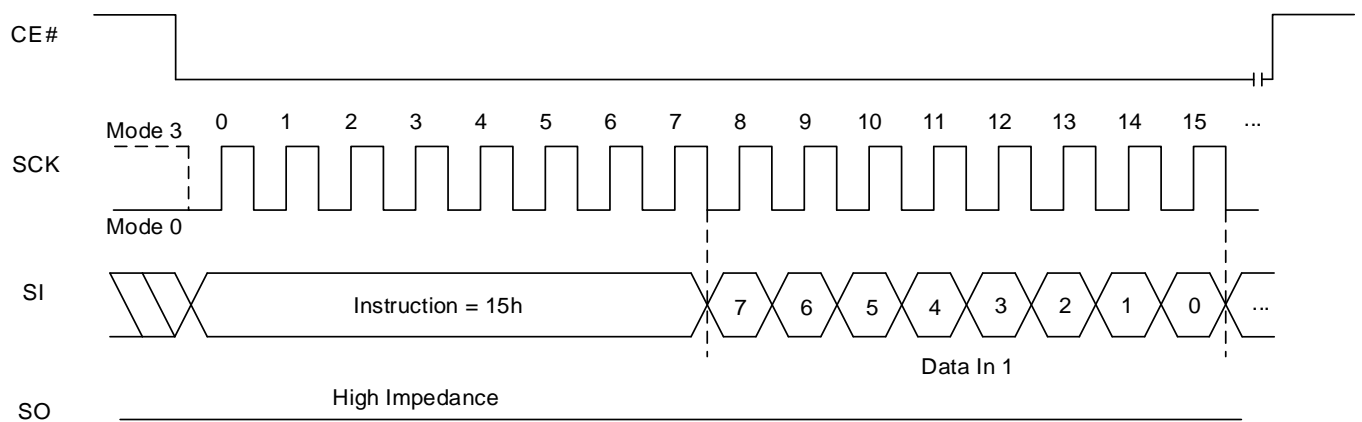 CE#
Mode 3 0 1 2 3 4 5 6 7 8 9 10 11 12 13 14 15 ...
SCK
Mode 0
SI Instruction = 15h 7 6 5 4 3 2 1 0 ...
Data In 1
High Impedance
SO